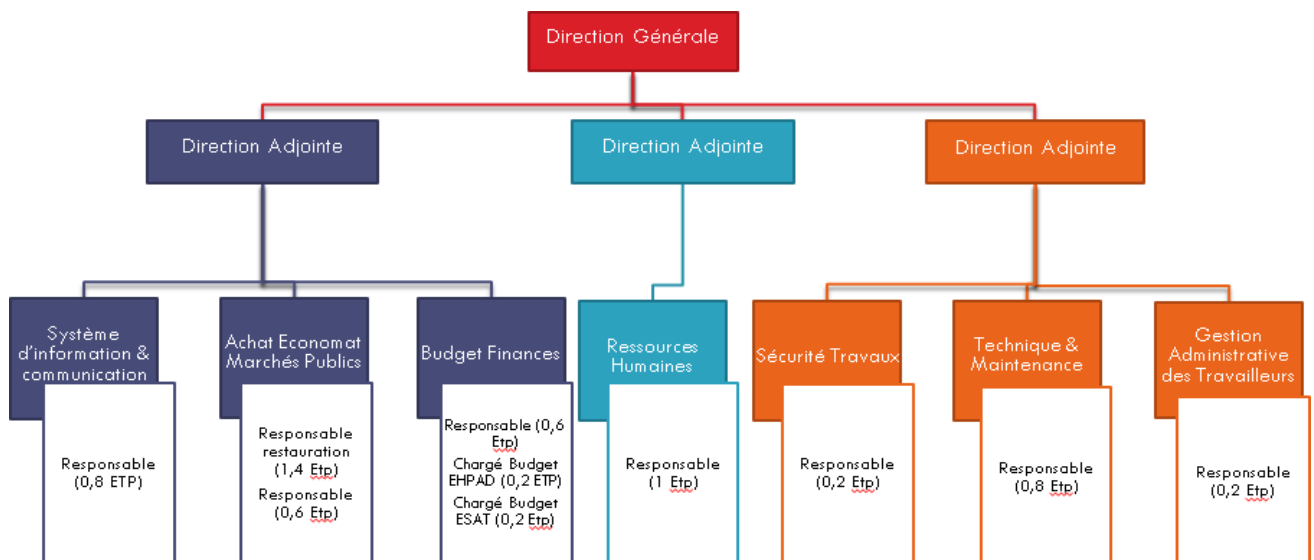 Direction Générale
Direction Adjointe
Direction Adjointe
Direction Adjointe
Système
d'information &
communication
Responsable
(0,8 ETP)
Achat Economat
Marchés Publics
Responsable
restauration
(1,4 Etp)
Responsable
(0,6 Etp)
Budget Finances
Responsable (0,6
Etp)
Chargé Budget
EHPAD (0,2 ETP)
Chargé Budget
ESAT (0,2 Etp)
Ressources
Humaines
Responsable
(1 Etp)
Sécurité Travaux
Responsable
(0,2 Etp)
Technique &
Maintenance
Responsable
(0,8 Etp)
Gestion
Administrative
des Travailleurs
Responsable
(0,2 Etp)